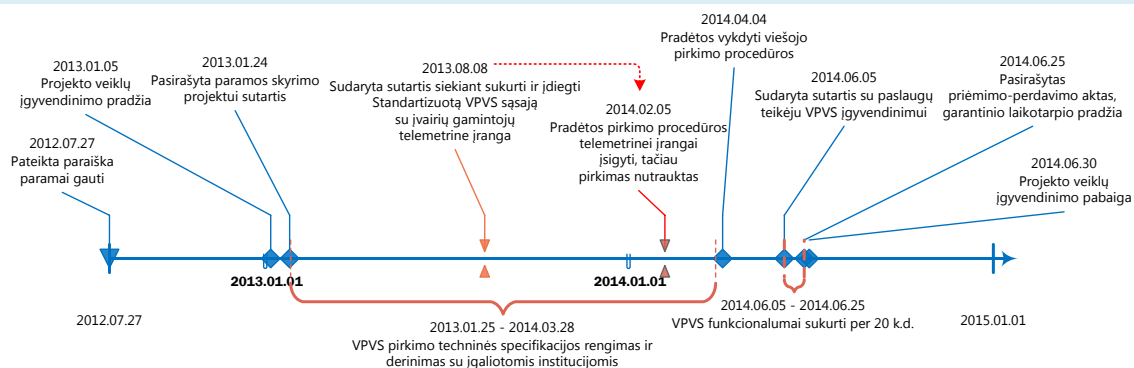 2012.07.27
Pateikta paraiška
paramai gauti
2013.01.05
Projekto veiklų
įgyvendinimo pradžia
2013.01.24
Pasirašyta paramos skyrimo
projektui sutartis
2013.08.08
Sudaryta sutartis siekiant sukurti ir įdiegti
Standartizuotą VPVS sąsają
su įvairių gamintojų
telemetrine įranga
2014.02.05
Pradėtos pirkimo procedūros
telemetrinei įrangai
įsigyti, tačiau
pirkimas nutrauktas
2014.04.04
Pradėtos vykdyti viešojo
pirkimo procedūros
2014.06.05
Sudaryta sutartis su paslaugų
teikėju VPVS įgyvendinimui
2014.06.25
Pasirašytas
priėmimo-perdavimo aktas,
garantinio laikotarpio pradžia
2014.06.30
Projekto veiklų
įgyvendinimo pabaiga
2013.01.01
2014.01.01
2012.07.27
2013.01.25 - 2014.03.28
VPVS pirkimo techninės specifikacijos rengimas ir
derinimas su įgaliotomis institucijomis
2014.06.05 - 2014.06.25
VPVS funkcionalumai sukurti per 20 k.d.
2015.01.01